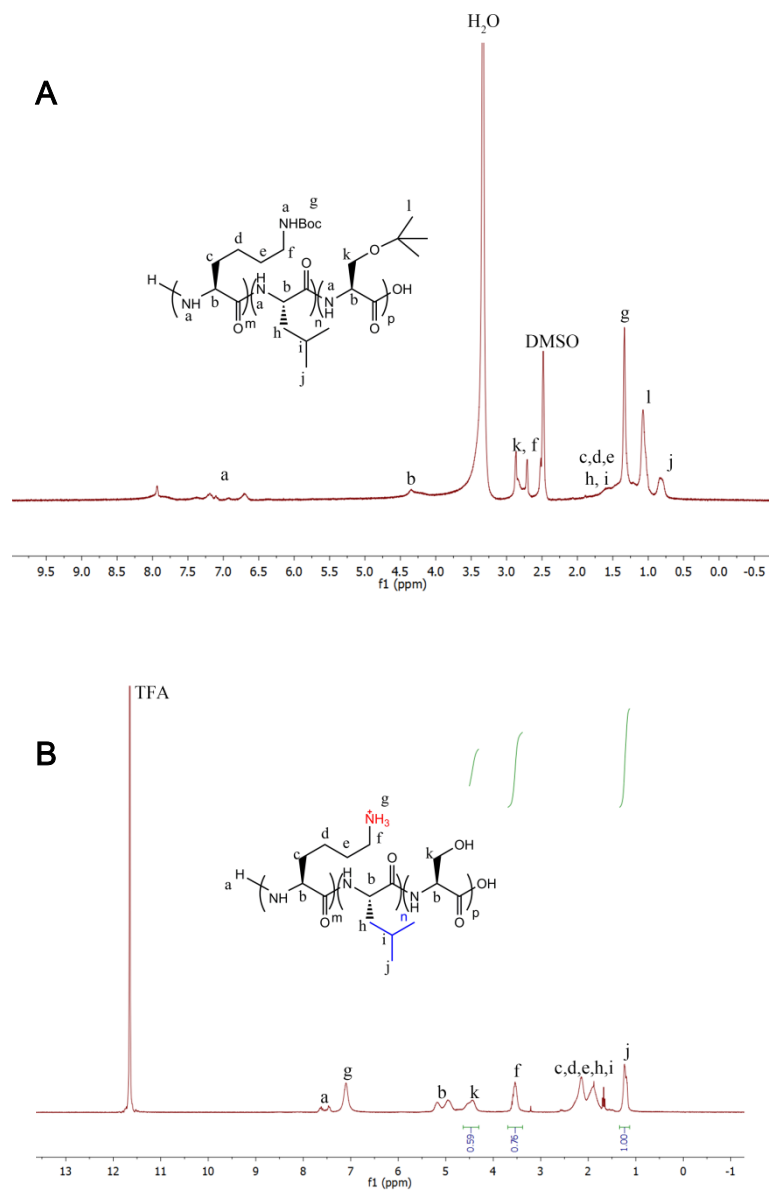 H₂O
A
a
g
NHBoc
l
d
c
e
f
k
O
H
NH
a
b
O
m
H
N
a
b
O
n
h
i
j
N
H
a
b
O
p
OH
DMSO
g
l
k, f
c,d,e
h, i
j
a
b
9.5 9.0 8.5 8.0 7.5 7.0 6.5 6.0 5.5 5.0 4.5 4.0 3.5 3.0 2.5 2.0 1.5 1.0 0.5 0.0 -0.5
f1 (ppm)
TFA
B
g
NH₃
+
d
c
e
f
k
OH
a
H
NH
b
O
m
H
N
b
O
n
h
i
j
N
H
b
O
p
OH
g
a
b
k
f
c,d,e,h,i
j
0.59
0.76
1.00
13 12 11 10 9 8 7 6 5 4 3 2 1 0 -1
f1 (ppm)